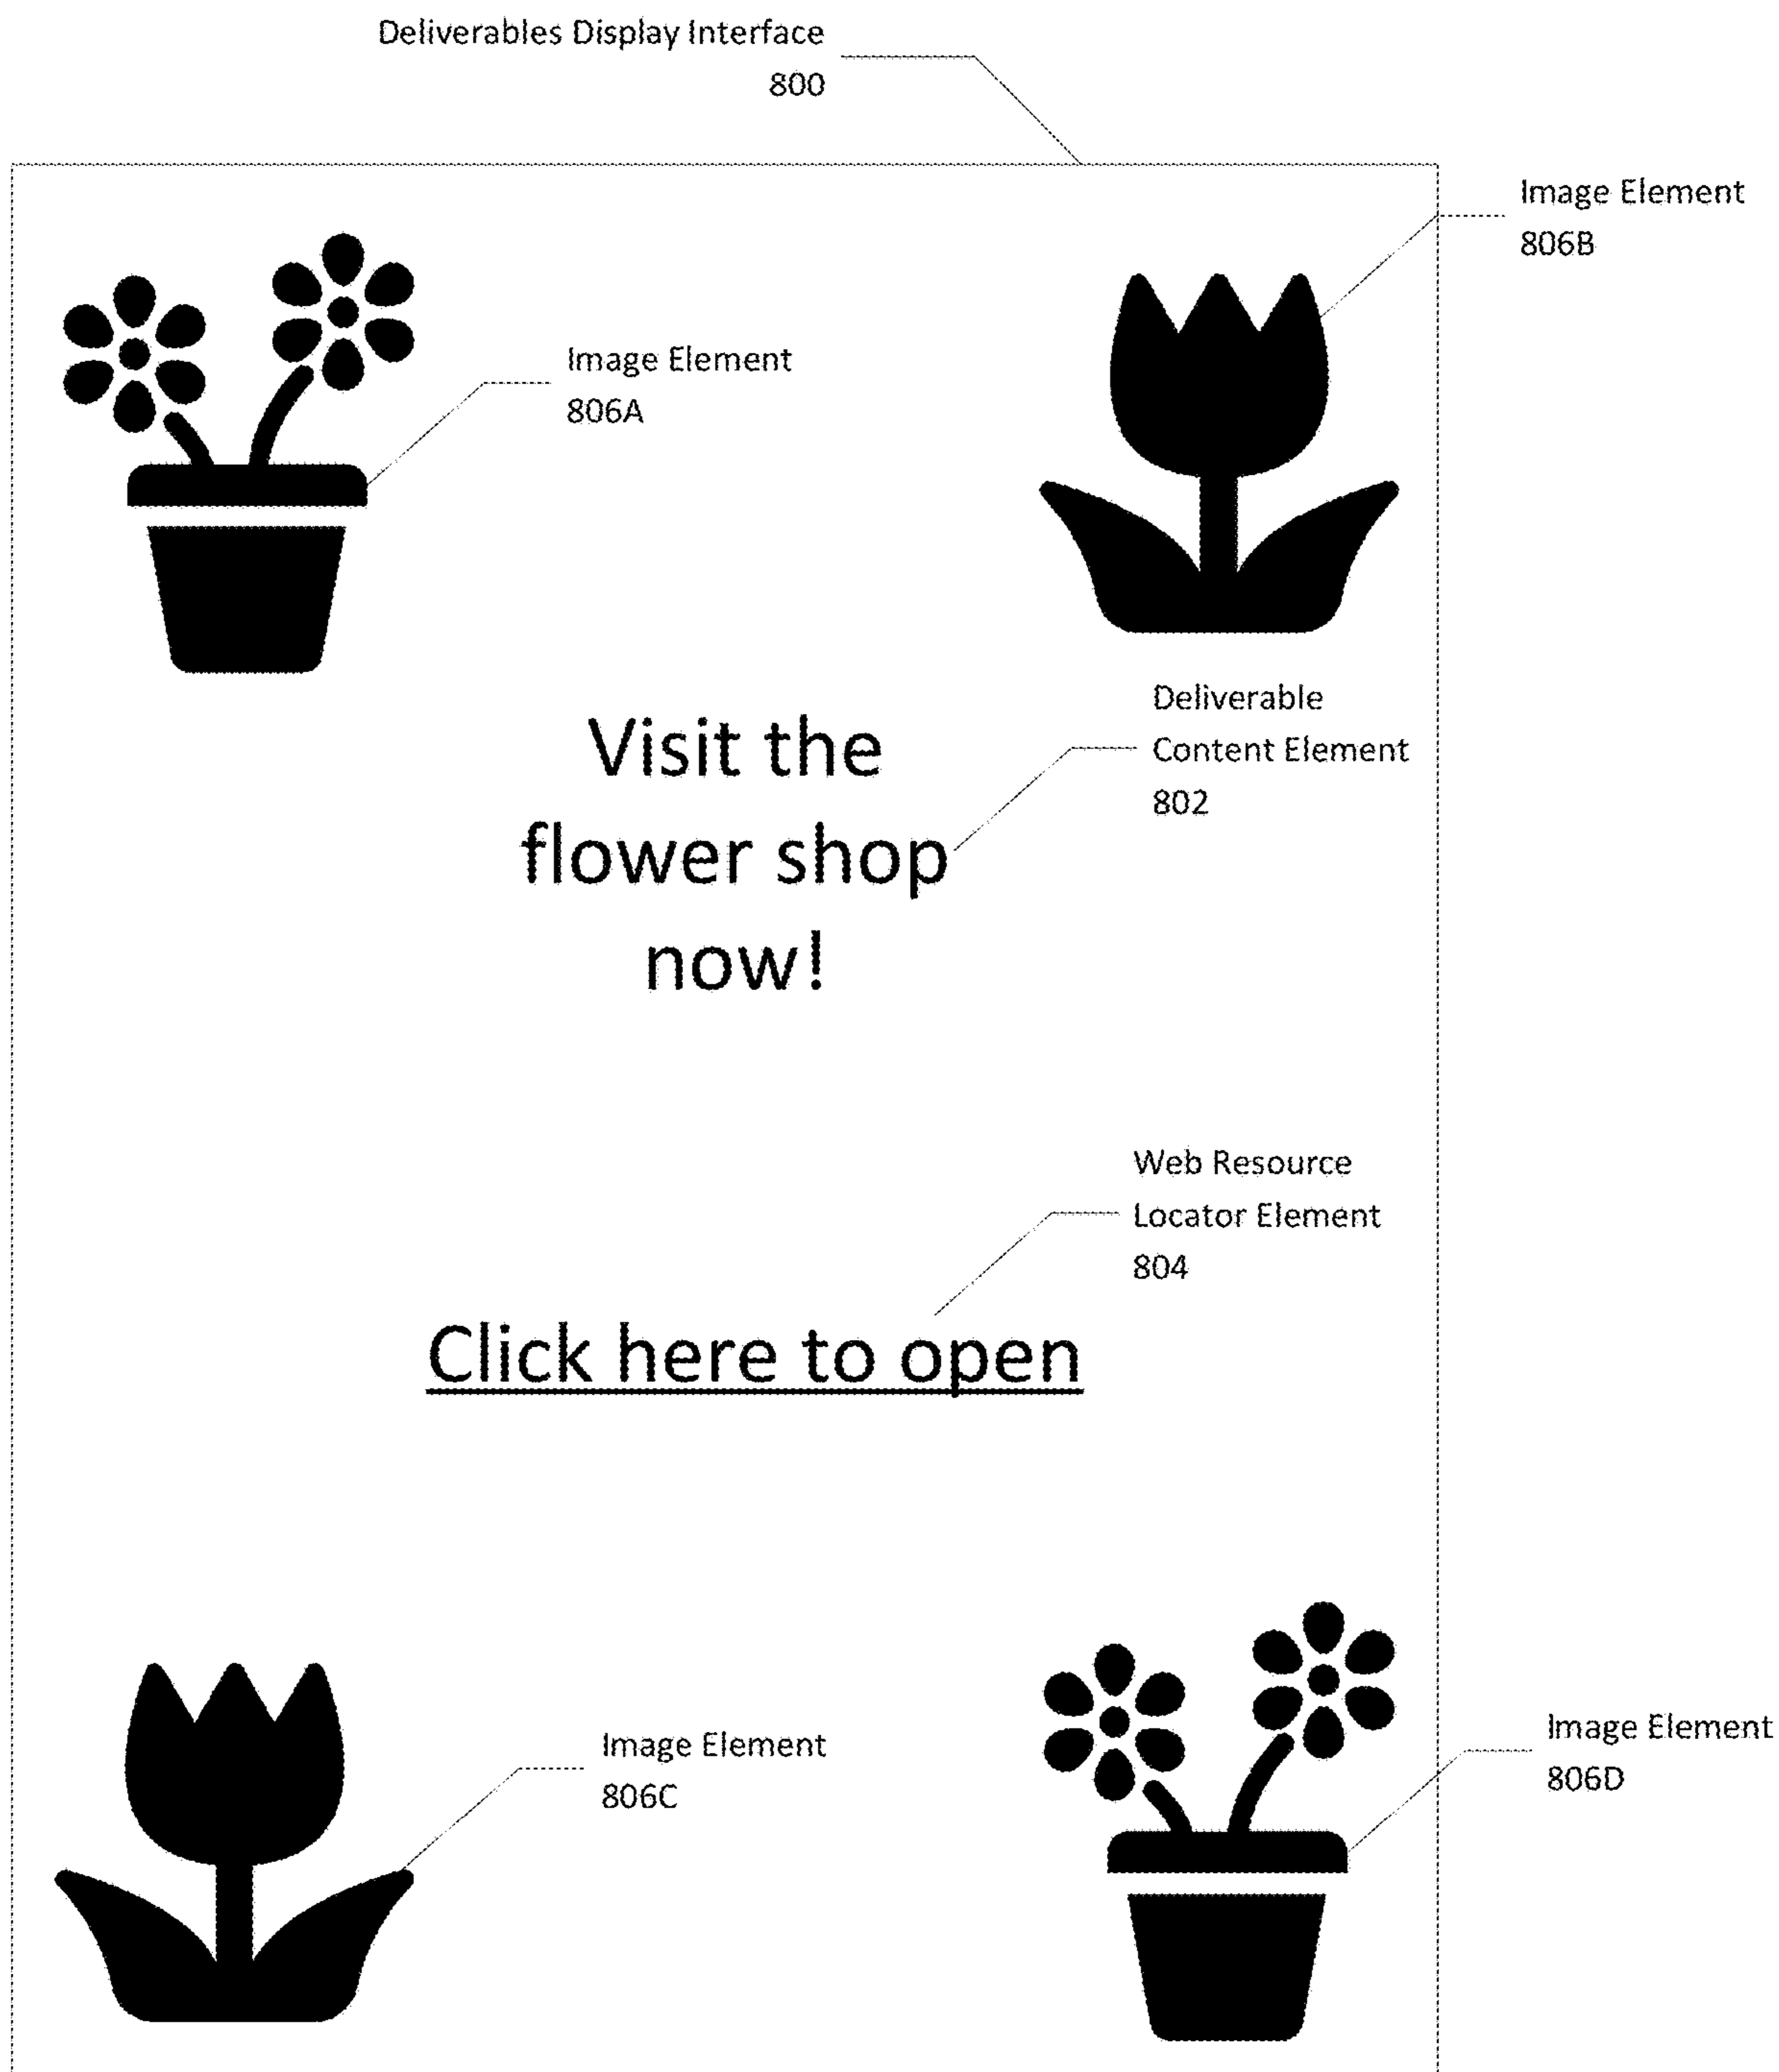 Deliverables Display Interface
800
Image Element
806B
Image Element
806A
Deliverable
Content Element
802
Visit the
flower shop
now!
Web Resource
Locator Element
804
Click here to open
Image Element
806C
Image Element
806D